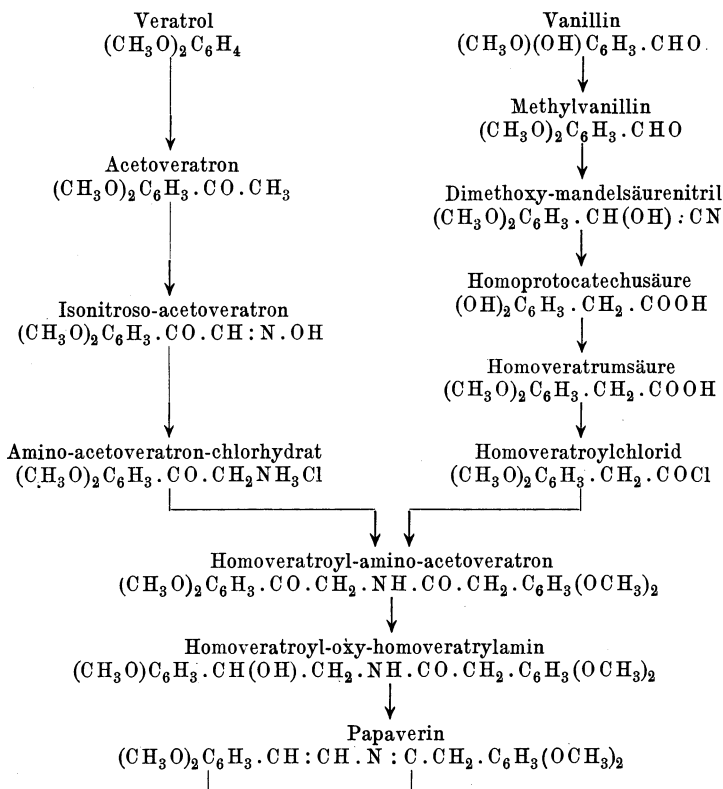 Veratrol
(CH₃O)₂C₆H₄
Acetoveratron
(CH₃O)₂C₆H₃.CO.CH₃
Isonitroso-acetoveratron
(CH₃O)₂C₆H₃.CO.CH:N.OH
Amino-acetoveratron-chlorhydrat
(CH₃O)₂C₆H₃.CO.CH₂NH₃Cl
Vanillin
(CH₃O)(OH)C₆H₃.CHO
Methylvanillin
(CH₃O)₂C₆H₃.CHO
Dimethoxy-mandelsäurenitril
(CH₃O)₂C₆H₃.CH(OH):CN
Homoprotocatechusäure
(OH)₂C₆H₃.CH₂.COOH
Homoveratrumsäure
(CH₃O)₂C₆H₃.CH₂.COOH
Homoveratroylchlorid
(CH₃O)₂C₆H₃.CH₂.COCl
Homoveratroyl-amino-acetoveratron
(CH₃O)₂C₆H₃.CO.CH₂.NH.CO.CH₂.C₆H₃(OCH₃)₂
Homoveratroyl-oxy-homoveratrylamin
(CH₃O)C₆H₃.CH(OH).CH₂.NH.CO.CH₂.C₆H₃(OCH₃)₂
Papaverin
(CH₃O)₂C₆H₃.CH:CH.N:C.CH₂.C₆H₃(OCH₃)₂